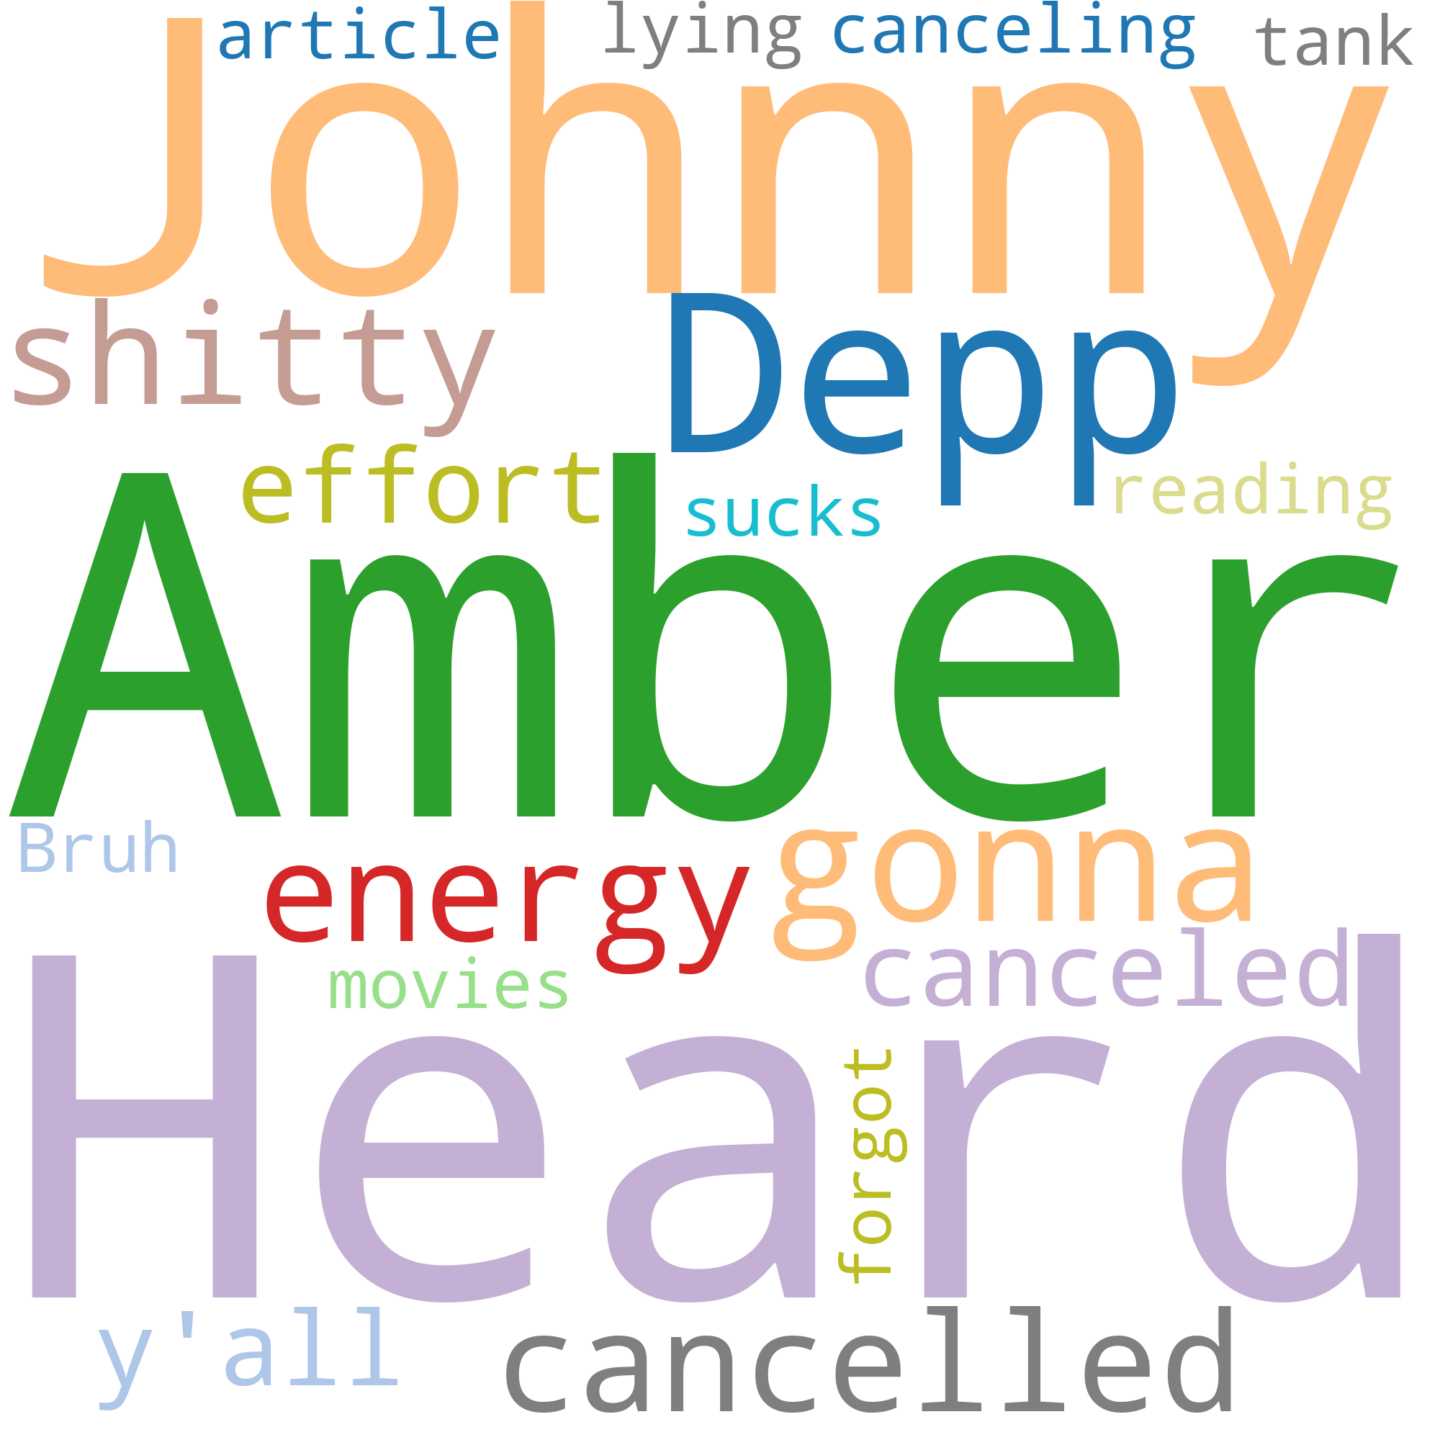 article lying canceling tank
Johnny
shitty Depp
effort sucks reading
Amber
Bruh energy gonna
movies canceled
Heard
forgot
y'all cancelled